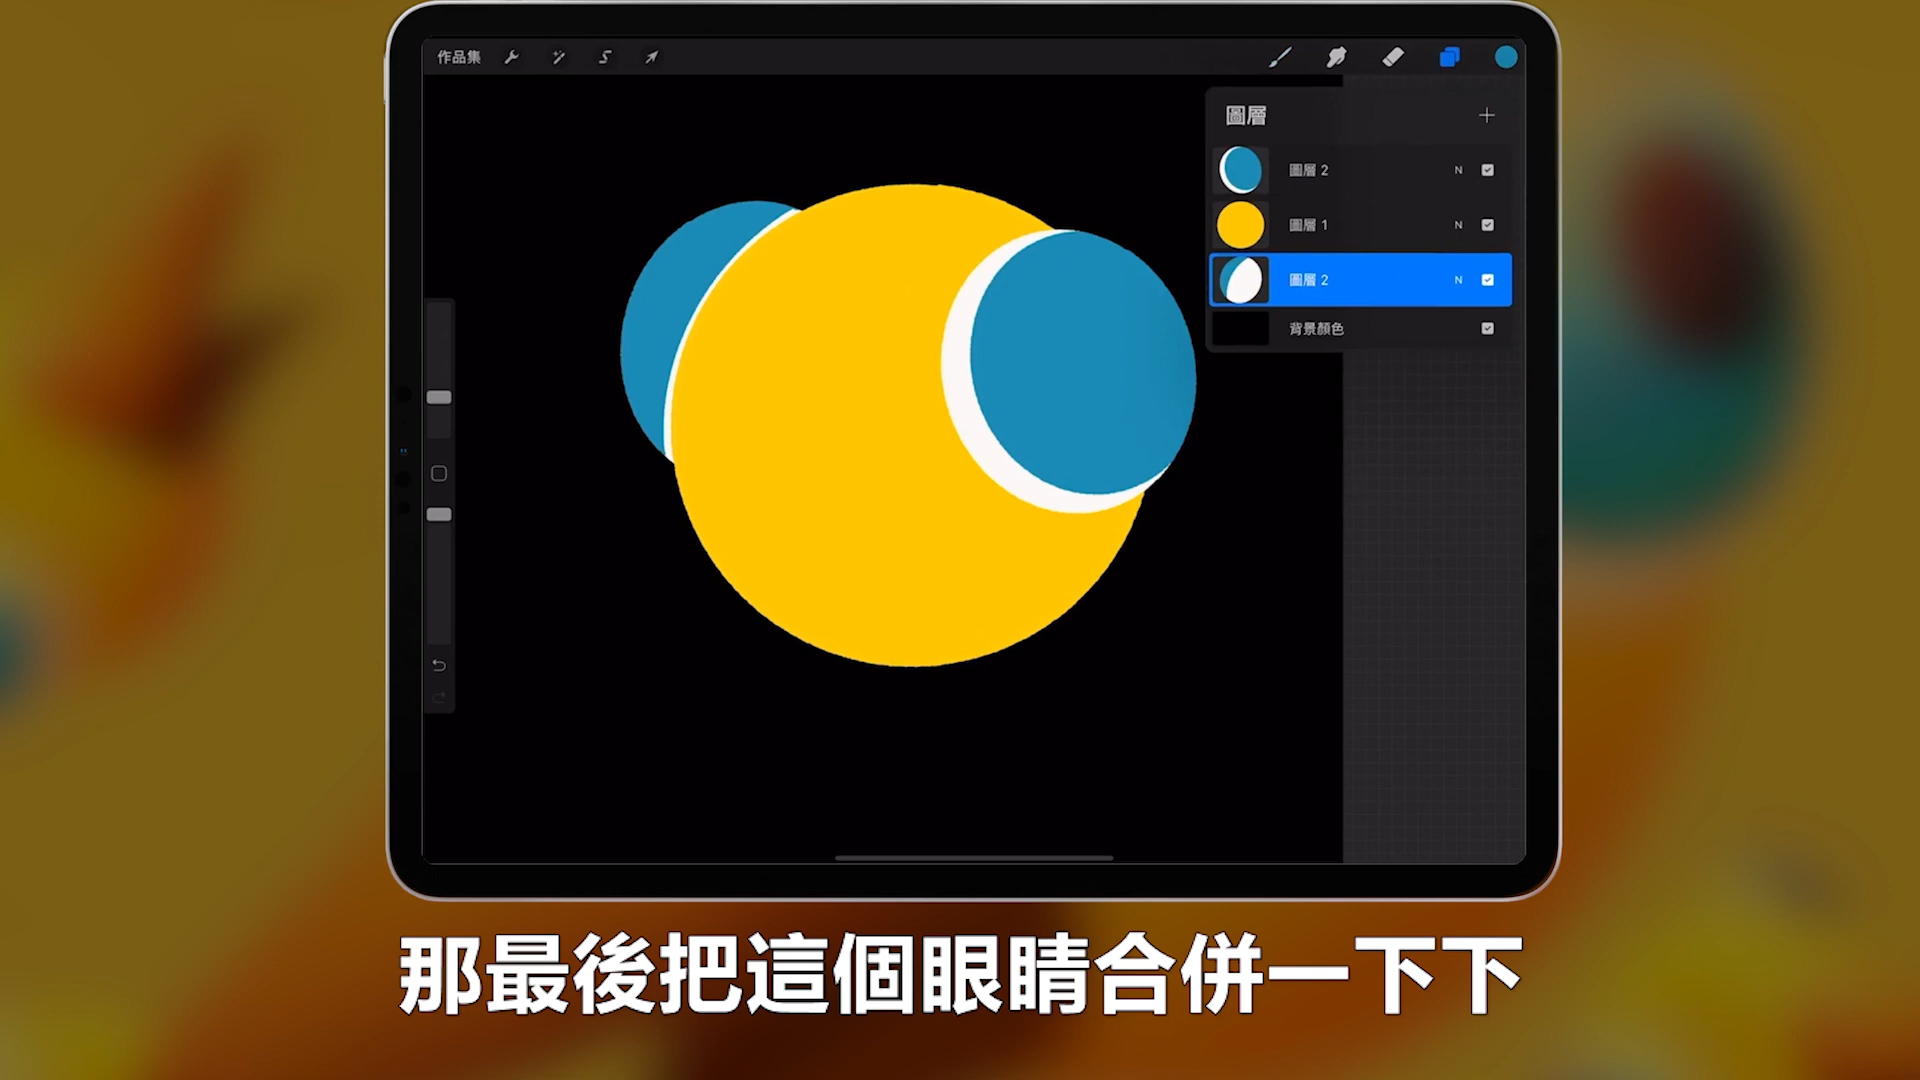 作品集
圖層
圖層 2 N
圖層 1 N
圖層 2 N
背景顏色
那最後把這個眼睛合併一下下